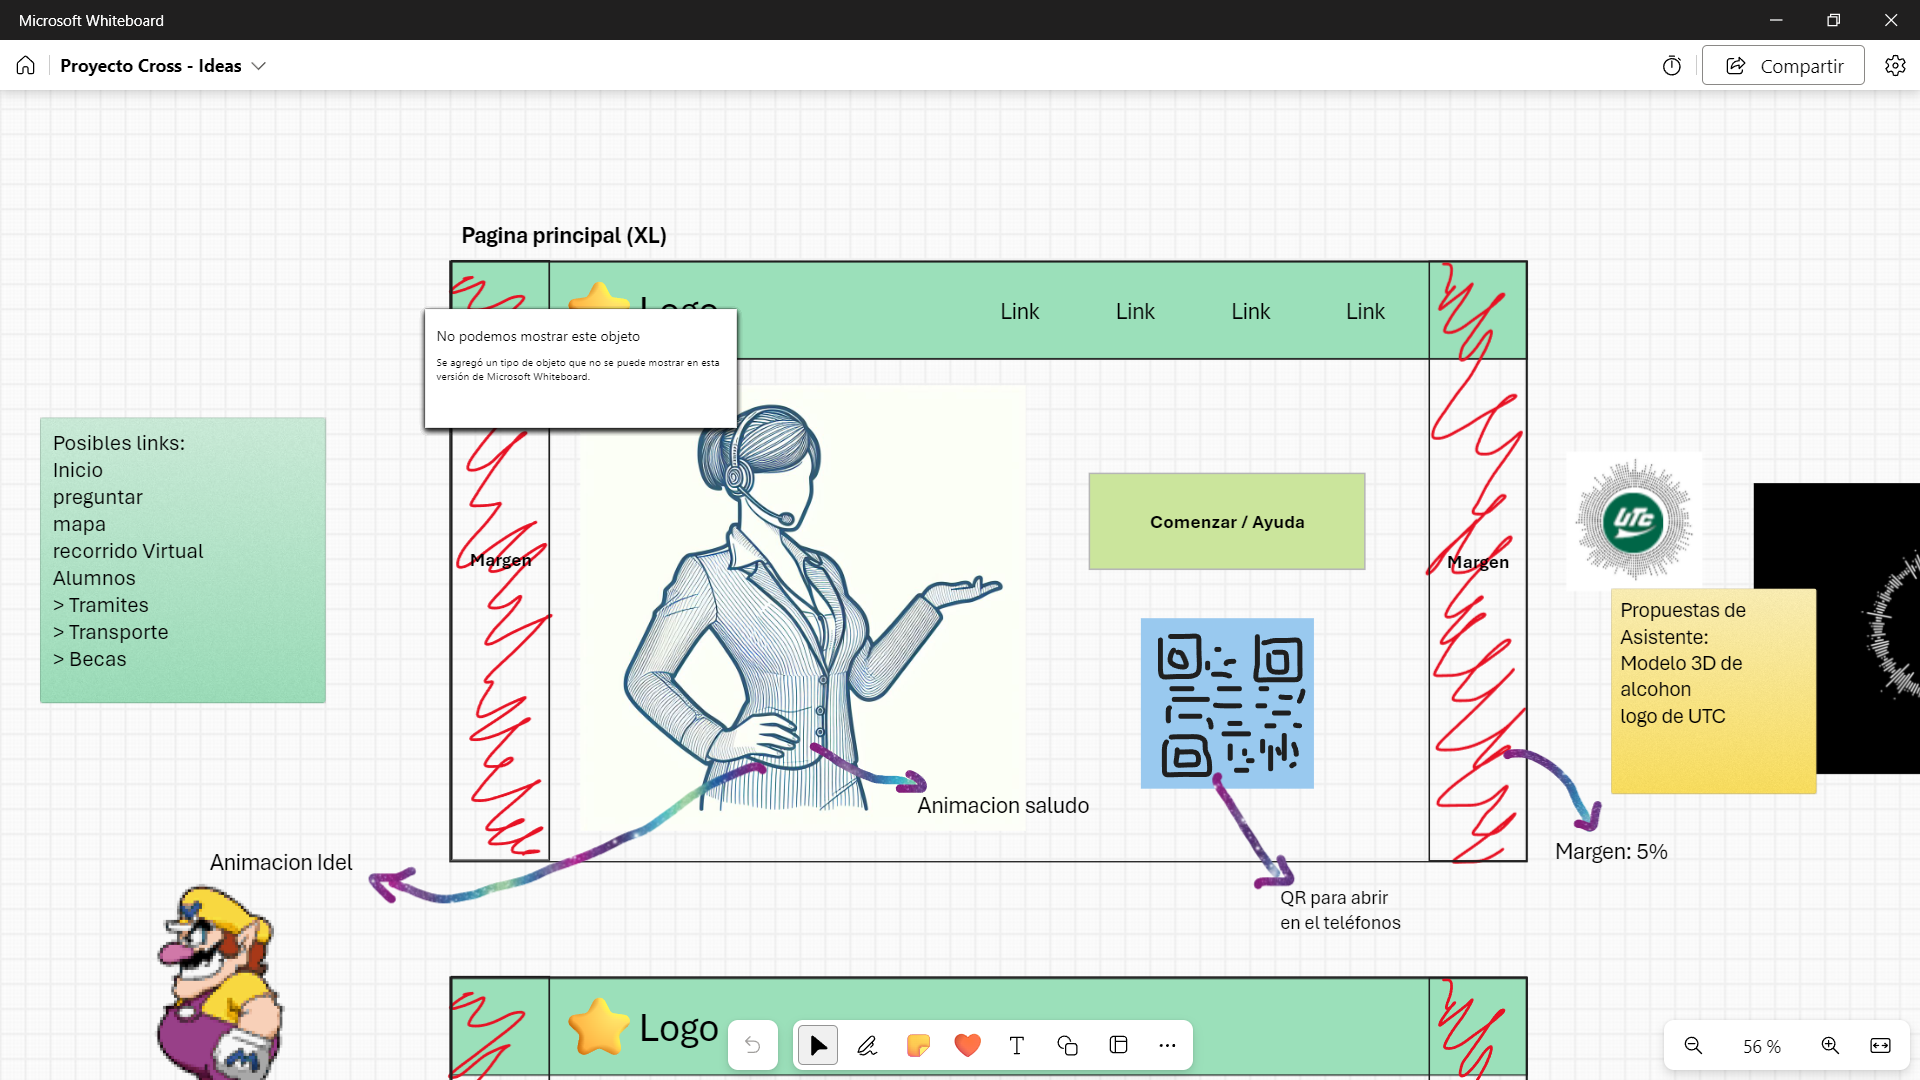 Microsoft Whiteboard
Proyecto Cross - Ideas
Compartir
Pagina principal (XL)
Logo
Link
Link
Link
Link
No podemos mostrar este objeto
Se agregó un tipo de objeto que no se puede mostrar en esta
versión de Microsoft Whiteboard.
Posibles links:
Inicio
preguntar
mapa
recorrido Virtual
Alumnos
> Tramites
> Transporte
> Becas
Margen
Comenzar / Ayuda
Margen
UTC
Propuestas de
Asistente:
Modelo 3D de
alcohon
logo de UTC
Animacion saludo
Animacion Idel
Margen: 5%
QR para abrir
en el teléfonos
Logo
56 %